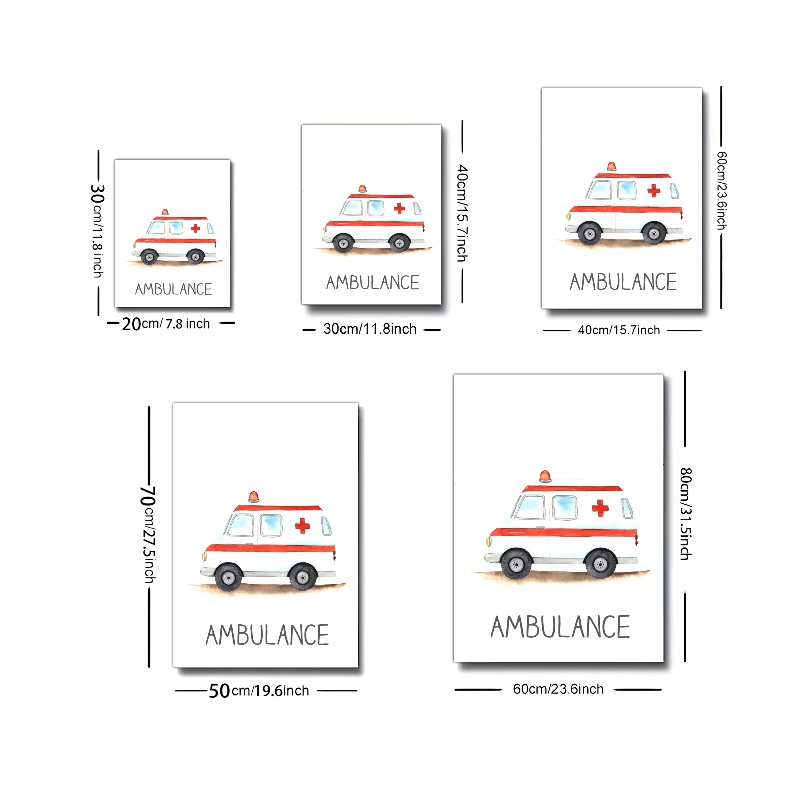 30cm/11.8 inch
AMBULANCE
20cm/ 7.8 inch
40cm/15.7inch
AMBULANCE
30cm/11.8inch
60cm/23.6inch
AMBULANCE
40cm/15.7inch
70cm/27.5inch
AMBULANCE
50cm/19.6inch
80cm/31.5inch
AMBULANCE
60cm/23.6inch